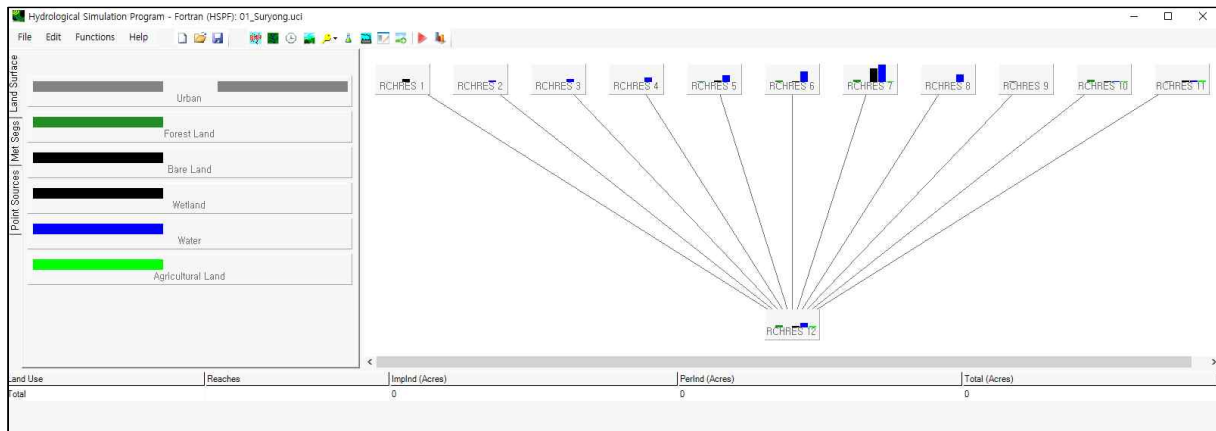 Hydrological Simulation Program - Fortran (HSPF): 01_Suryong.uci
File Edit Functions Help
Land Surface
Met Segs
Point Sources
Urban
Forest Land
Bare Land
Wetland
Water
Agricultural Land
RCHRES 1 RCHRES 2 RCHRES 3 RCHRES 4 RCHRES 5 RCHRES 6 RCHRES 7 RCHRES 8 RCHRES 9 RCHRES 10 RCHRES 11
RCHRES 12
Land Use Reaches ImplInd (Acres) PerInd (Acres) Total (Acres)
Total 0 0 0